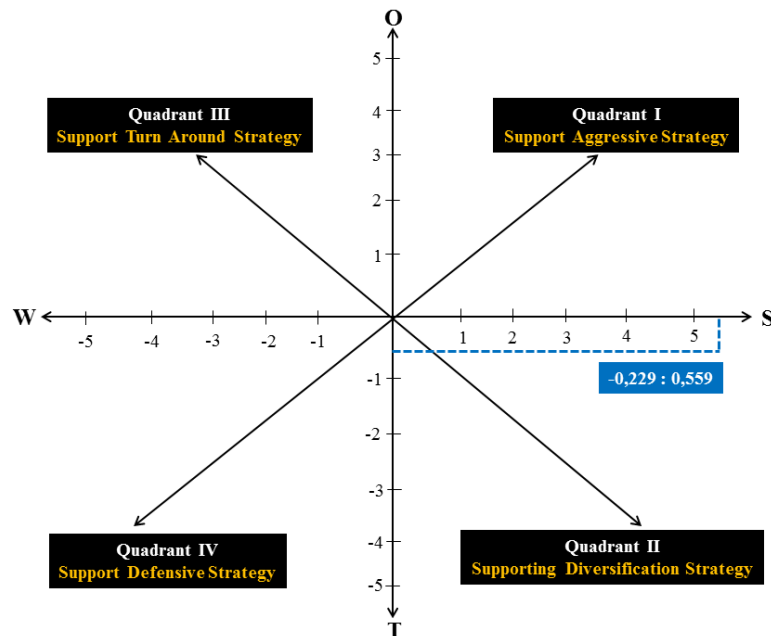 O
5
Quadrant III
Support Turn Around Strategy
Quadrant I
Support Aggressive Strategy
4
3
2
1
W
S
-5
-4
-3
-2
-1
1
2
3
4
5
-0,229 : 0,559
-1
-2
-3
Quadrant IV
Support Defensive Strategy
Quadrant II
Supporting Diversification Strategy
-4
-5
T